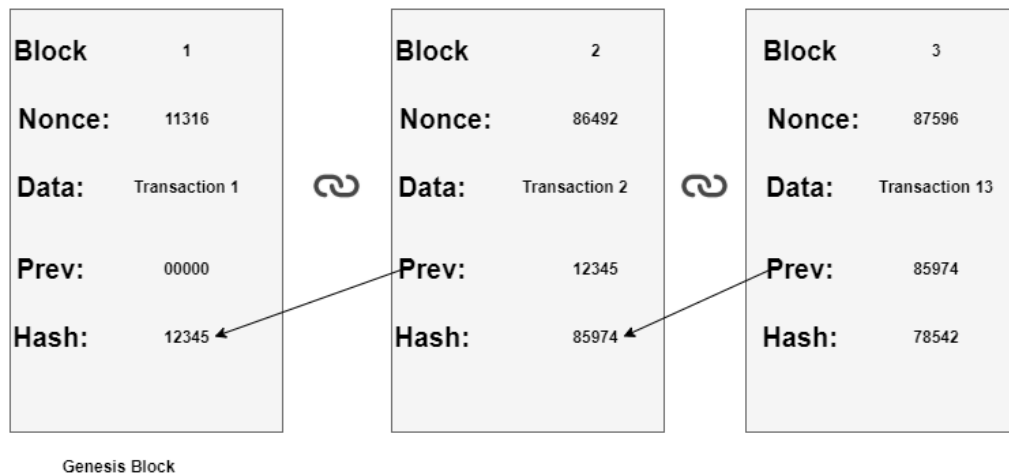 Block 1
Nonce: 11316
Data: Transaction 1
Prev: 00000
Hash: 12345
Genesis Block
Block 2
Nonce: 86492
Data: Transaction 2
Prev: 12345
Hash: 85974
Block 3
Nonce: 87596
Data: Transaction 13
Prev: 85974
Hash: 78542